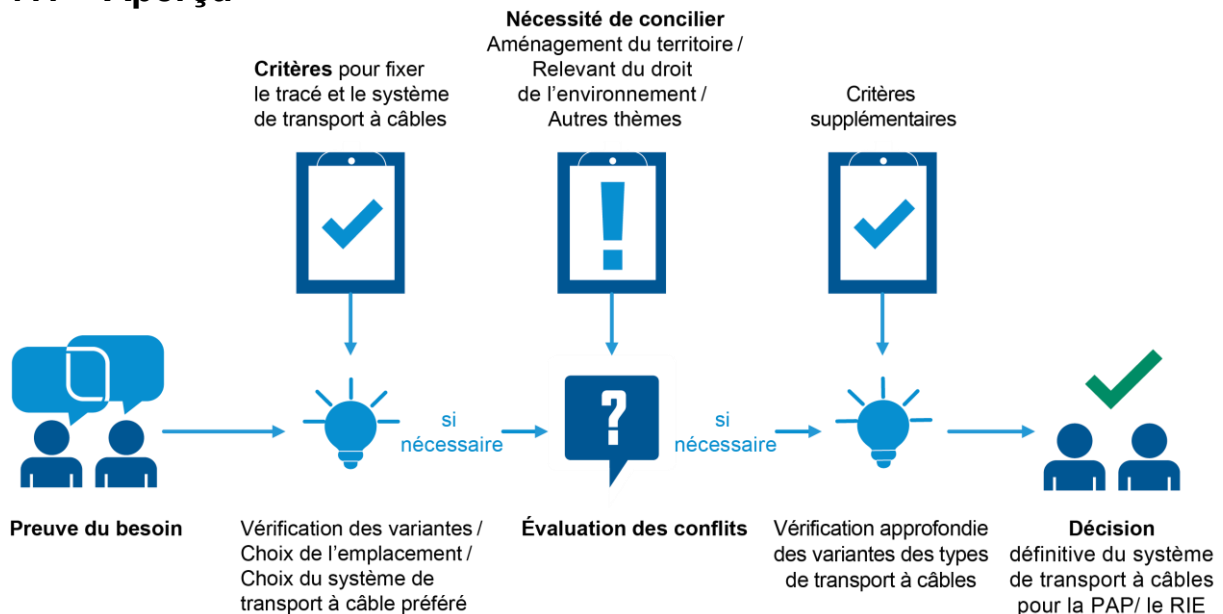 Aperçu
Nécessité de concilier
Aménagement du territoire /
Relevant du droit
de l'environnement /
Autres thèmes
Critères pour fixer
le tracé et le système
de transport à câbles
Critères
supplémentaires
si
nécessaire
?
si
nécessaire
Preuve du besoin
Vérification des variantes /
Choix de l'emplacement /
Choix du système de
transport à câble préféré
Évaluation des conflits
Vérification approfondie
des variantes des types
de transport à câbles
Décision
définitive du système
de transport à câbles
pour la PAP/ le RIE